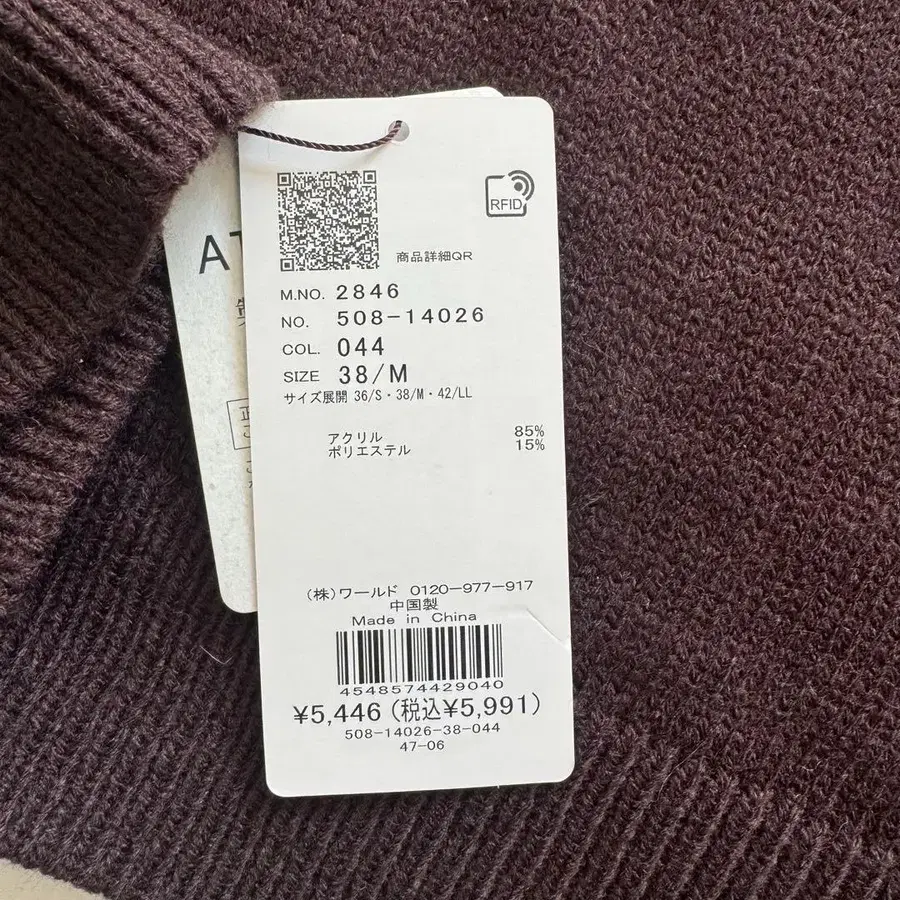 RFID
商品詳細QR
M.NO. 2846
NO. 508-14026
COL. 044
SIZE 38/M
サイズ展開 36/S・38/M・42/LL
アクリル 85%
ポリエステル 15%
(株)ワールド 0120-977-917
中国製
Made in China
4548574429040
¥5,446 (税込¥5,991)
508-14026-38-044
47-06